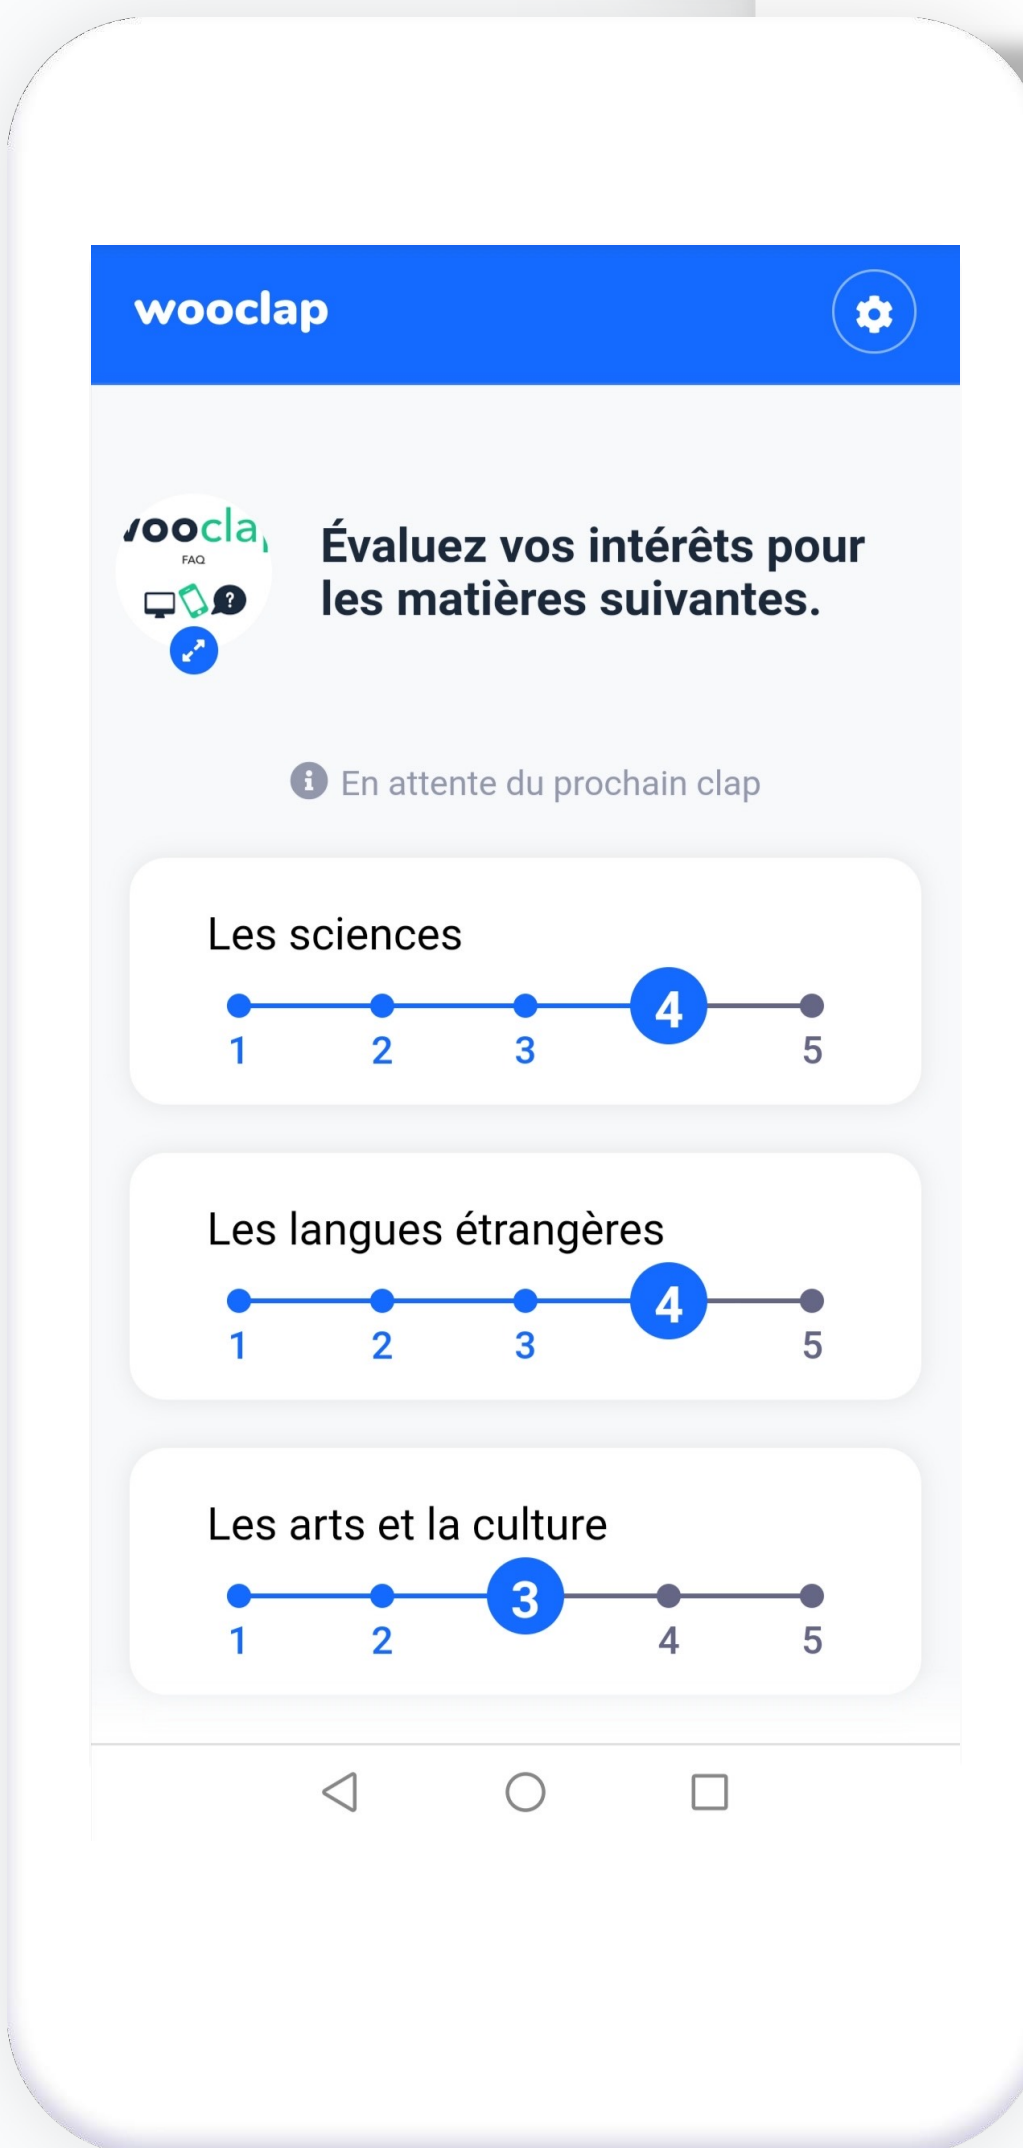 wooclap
woocla
FAQ
?
Évaluez vos intérêts pour
les matières suivantes.
i En attente du prochain clap
Les sciences
1 2 3 4 5
Les langues étrangères
1 2 3 4 5
Les arts et la culture
1 2 3 4 5